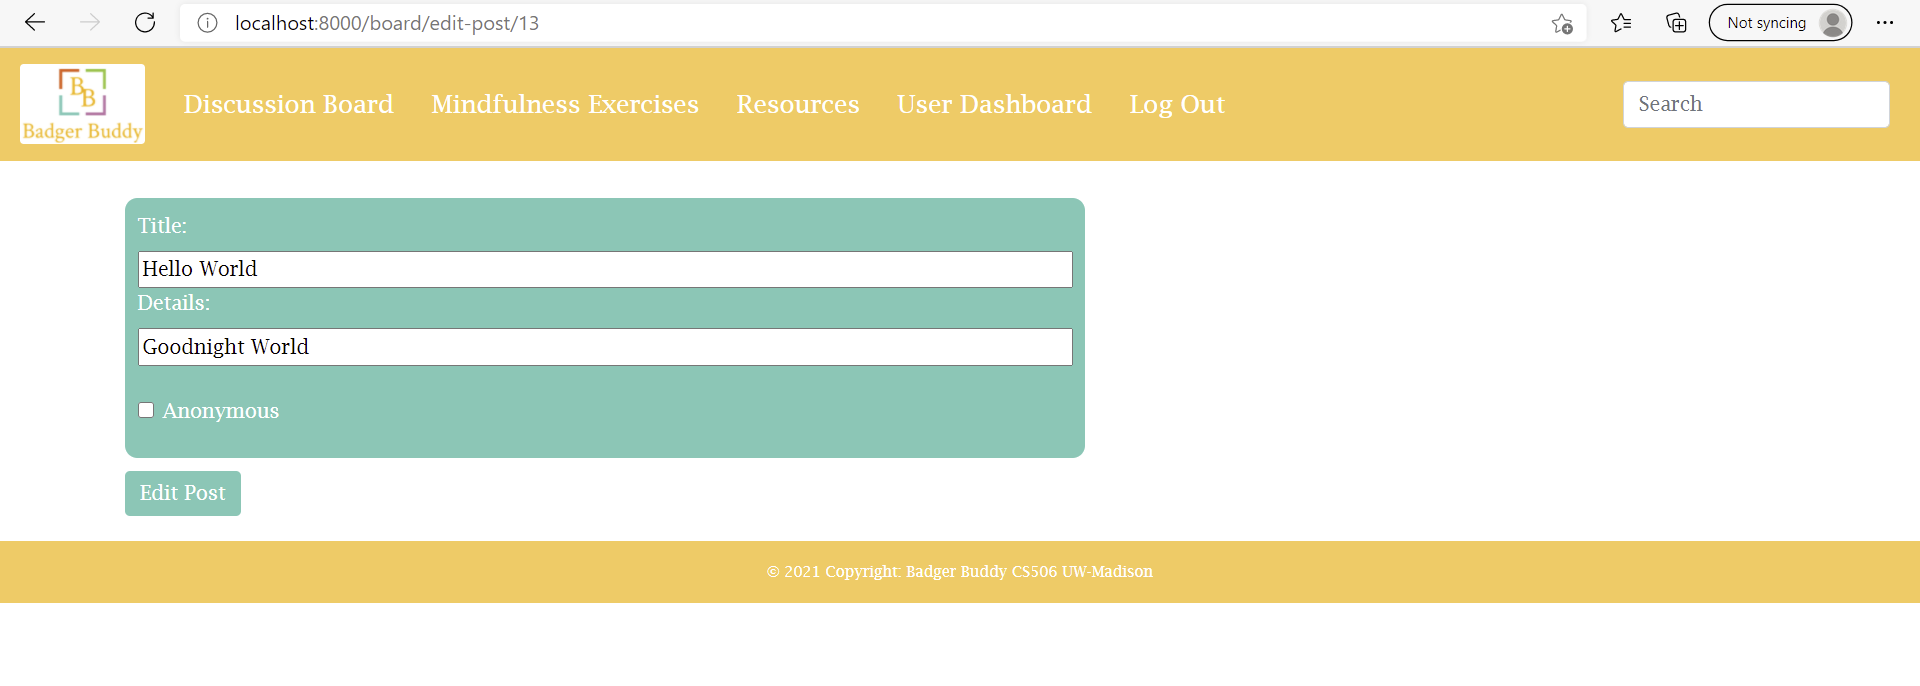 localhost:8000/board/edit-post/13
Not syncing
BB
Badger Buddy
Discussion Board Mindfulness Exercises Resources User Dashboard Log Out
Search
Title:
Hello World
Details:
Goodnight World
Anonymous
Edit Post
© 2021 Copyright: Badger Buddy CS506 UW-Madison